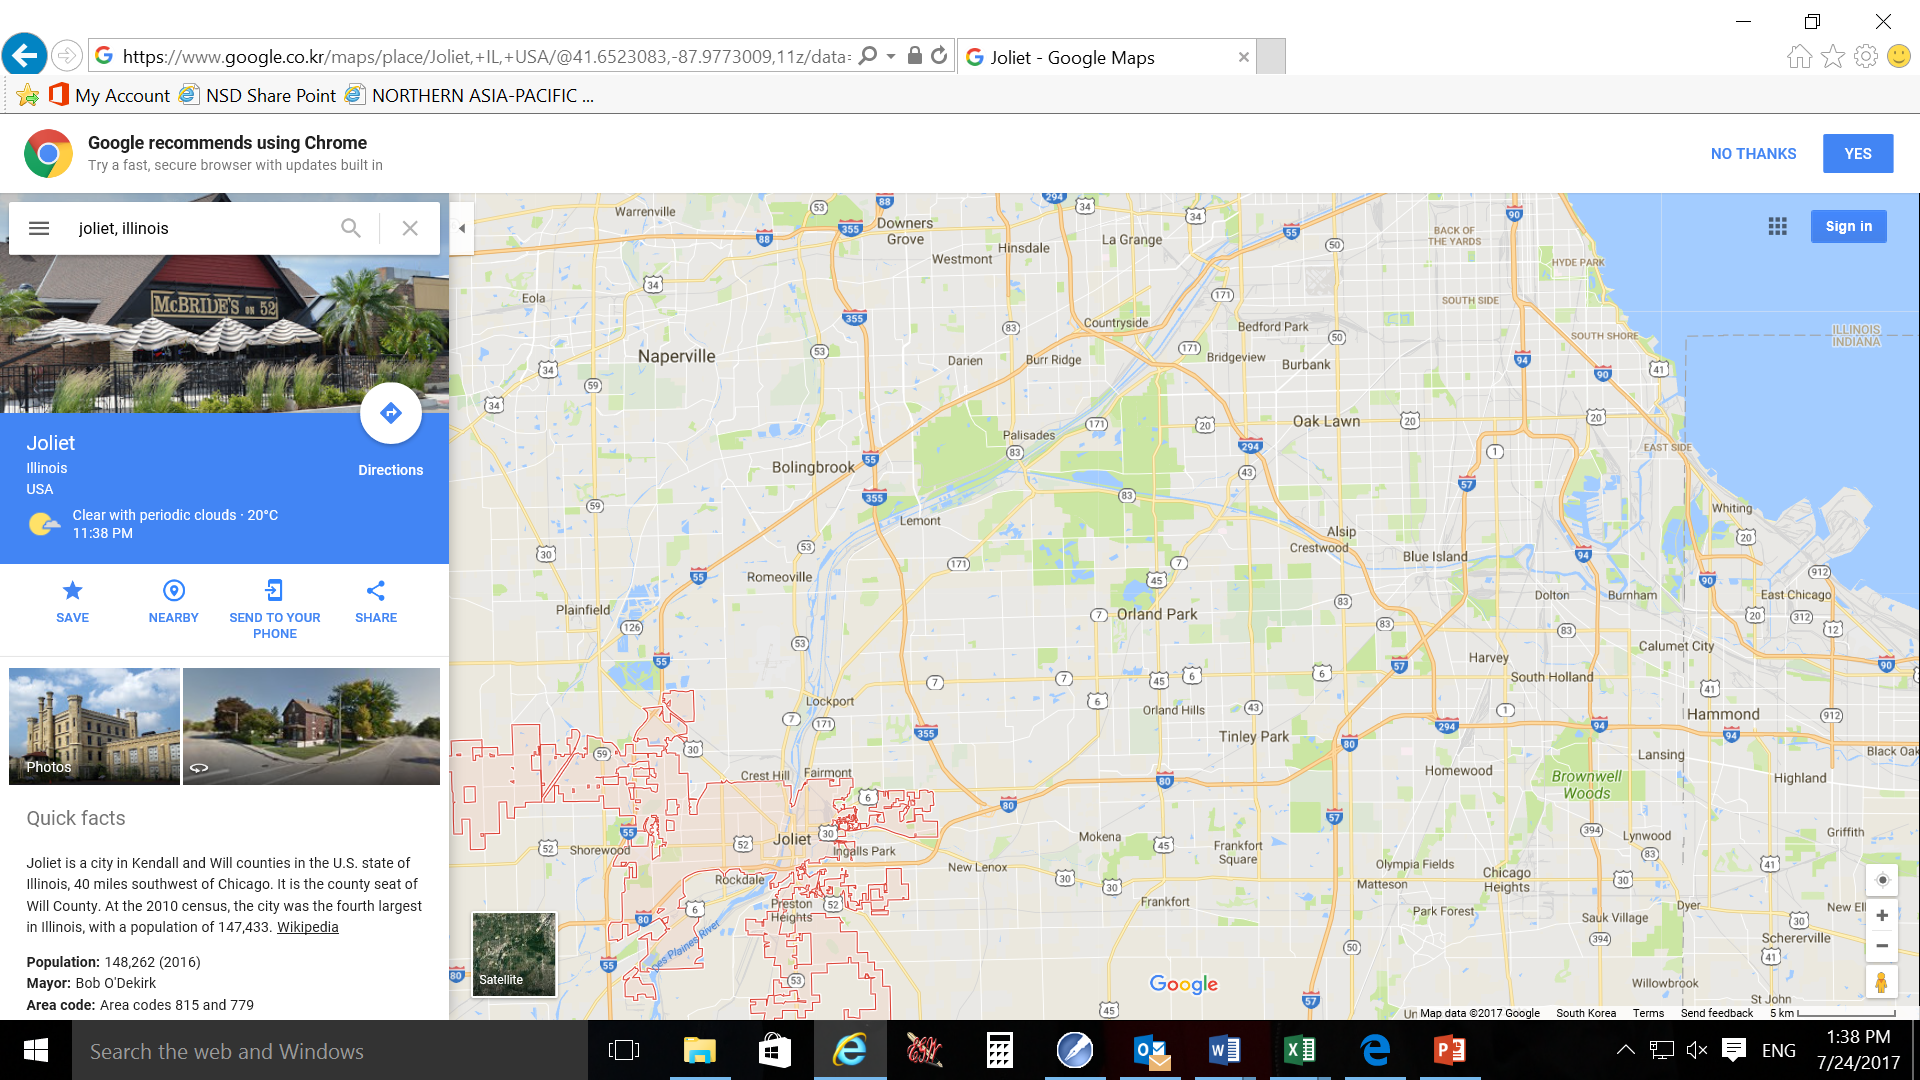 https://www.google.co.kr/maps/place/Joliet,+IL,+USA/@41.6523083,-87.9773009,11z/data=
Joliet - Google Maps
My Account
NSD Share Point
NORTHERN ASIA-PACIFIC ...
Google recommends using Chrome
Try a fast, secure browser with updates built in
NO THANKS
YES
joliet, illinois
McBRIDE'S ON 52
Joliet
Illinois
USA
Directions
Clear with periodic clouds · 20°C
11:38 PM
SAVE
NEARBY
SEND TO YOUR
PHONE
SHARE
Photos
Quick facts
Joliet is a city in Kendall and Will counties in the U.S. state of
Illinois, 40 miles southwest of Chicago. It is the county seat of
Will County. At the 2010 census, the city was the fourth largest
in Illinois, with a population of 147,433. Wikipedia
Population: 148,262 (2016)
Mayor: Bob O'Dekirk
Area code: Area codes 815 and 779
Sign in
Warrenville
Downers
Grove
Hinsdale
La Grange
Westmont
BACK OF
THE YARDS
HYDE PARK
Eola
SOUTH SIDE
Countryside
Bedford Park
SOUTH SHORE
ILLINOIS
INDIANA
Naperville
Darien
Burr Ridge
Bridgeview
Burbank
Palisades
Oak Lawn
EAST SIDE
Bolingbrook
Lemont
Alsip
Crestwood
Blue Island
Whiting
Romeoville
Plainfield
Orland Park
Dolton
Burnham
East Chicago
Harvey
Calumet City
South Holland
Lockport
Orland Hills
Tinley Park
Hammond
Lansing
Black Oak
Crest Hill
Fairmont
Homewood
Brownwell
Woods
Highland
Shorewood
Joliet
Ingalls Park
Mokena
Frankfort
Square
Lynwood
Griffith
New Lenox
Olympia Fields
Matteson
Chicago
Heights
Rockdale
Preston
Heights
Frankfort
Park Forest
Sauk Village
Dyer
New Ell
Schererville
Des Plaines River
Willowbrook
St John
Satellite
Google
Un
Map data ©2017 Google
South Korea
Terms
Send feedback
5 km
Search the web and Windows
ENG
1:38 PM
7/24/2017